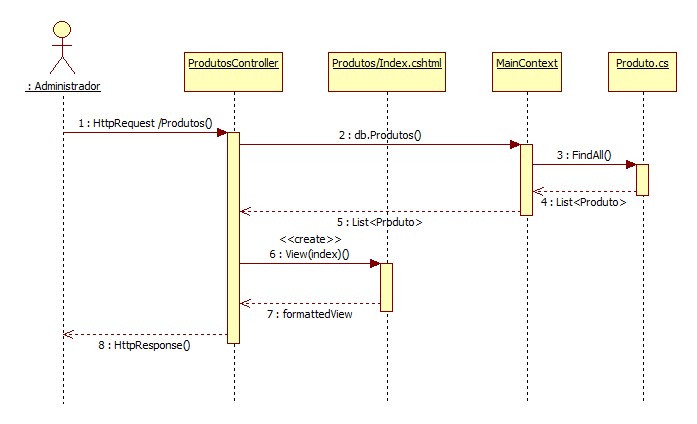 : Administrador
ProdutosController
Produtos/Index.cshtml
MainContext
Produto.cs
1 : HttpRequest /Produtos()
2 : db.Produtos()
3 : FindAll()
4 : List<Produto>
5 : List<Produto>
<<create>>
6 : View(index)()
7 : formattedView
8 : HttpResponse()